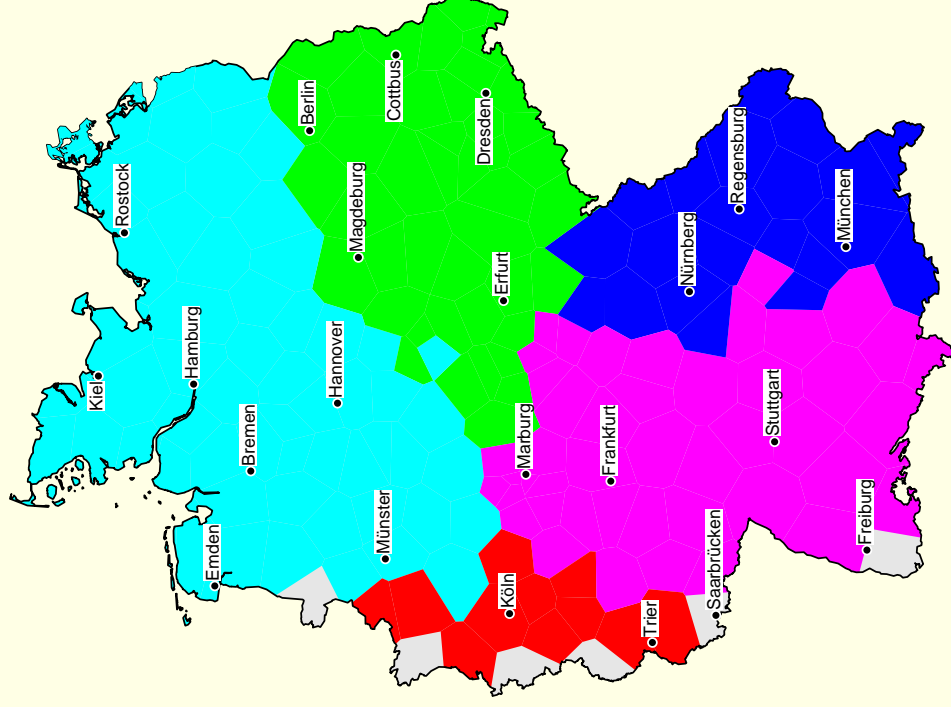 Kiel
Rostock
Hamburg
Emden
Bremen
Berlin
Hannover
Magdeburg
Münster
Cottbus
Dresden
Erfurt
Köln
Marburg
Frankfurt
Trier
Nürnberg
Saarbrücken
Regensburg
Stuttgart
München
Freiburg